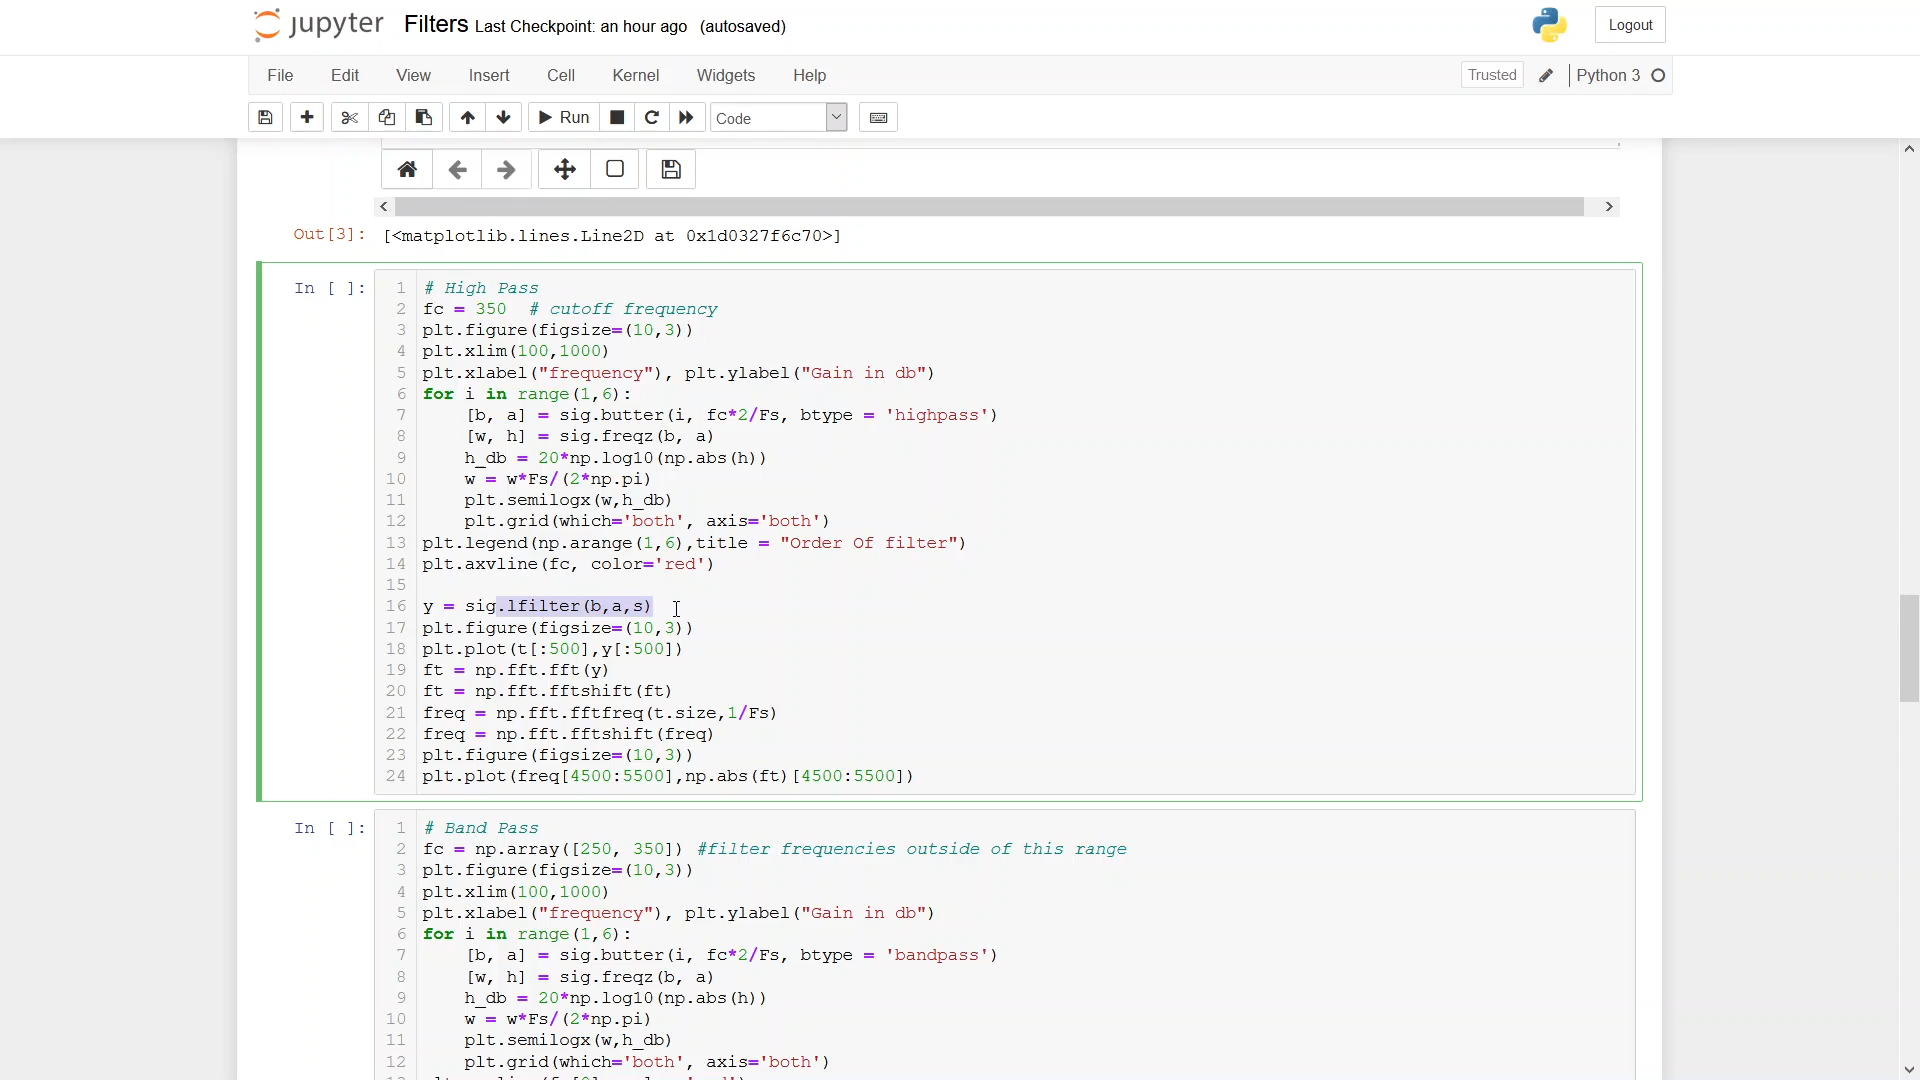 jupyter Filters Last Checkpoint: an hour ago (autosaved) Logout
File Edit View Insert Cell Kernel Widgets Help Trusted Python 3
Run Code
Out[3]: [<matplotlib.lines.Line2D at 0x1d0327f6c70>]
In [ ]: 1 # High Pass
2 fc = 350 # cutoff frequency
3 plt.figure(figsize=(10,3))
4 plt.xlim(100,1000)
5 plt.xlabel("frequency"), plt.ylabel("Gain in db")
6 for i in range(1,6):
7 [b, a] = sig.butter(i, fc*2/Fs, btype = 'highpass')
8 [w, h] = sig.freqz(b, a)
9 h_db = 20*np.log10(np.abs(h))
10 w = w*Fs/(2*np.pi)
11 plt.semilogx(w,h_db)
12 plt.grid(which='both', axis='both')
13 plt.legend(np.arange(1,6),title = "Order Of filter")
14 plt.axvline(fc, color='red')
15
16 y = sig.lfilter(b,a,s)
17 plt.figure(figsize=(10,3))
18 plt.plot(t[:500],y[:500])
19 ft = np.fft.fft(y)
20 ft = np.fft.fftshift(ft)
21 freq = np.fft.fftfreq(t.size,1/Fs)
22 freq = np.fft.fftshift(freq)
23 plt.figure(figsize=(10,3))
24 plt.plot(freq[4500:5500],np.abs(ft)[4500:5500])
In [ ]: 1 # Band Pass
2 fc = np.array([250, 350]) #filter frequencies outside of this range
3 plt.figure(figsize=(10,3))
4 plt.xlim(100,1000)
5 plt.xlabel("frequency"), plt.ylabel("Gain in db")
6 for i in range(1,6):
7 [b, a] = sig.butter(i, fc*2/Fs, btype = 'bandpass')
8 [w, h] = sig.freqz(b, a)
9 h_db = 20*np.log10(np.abs(h))
10 w = w*Fs/(2*np.pi)
11 plt.semilogx(w,h_db)
12 plt.grid(which='both', axis='both')